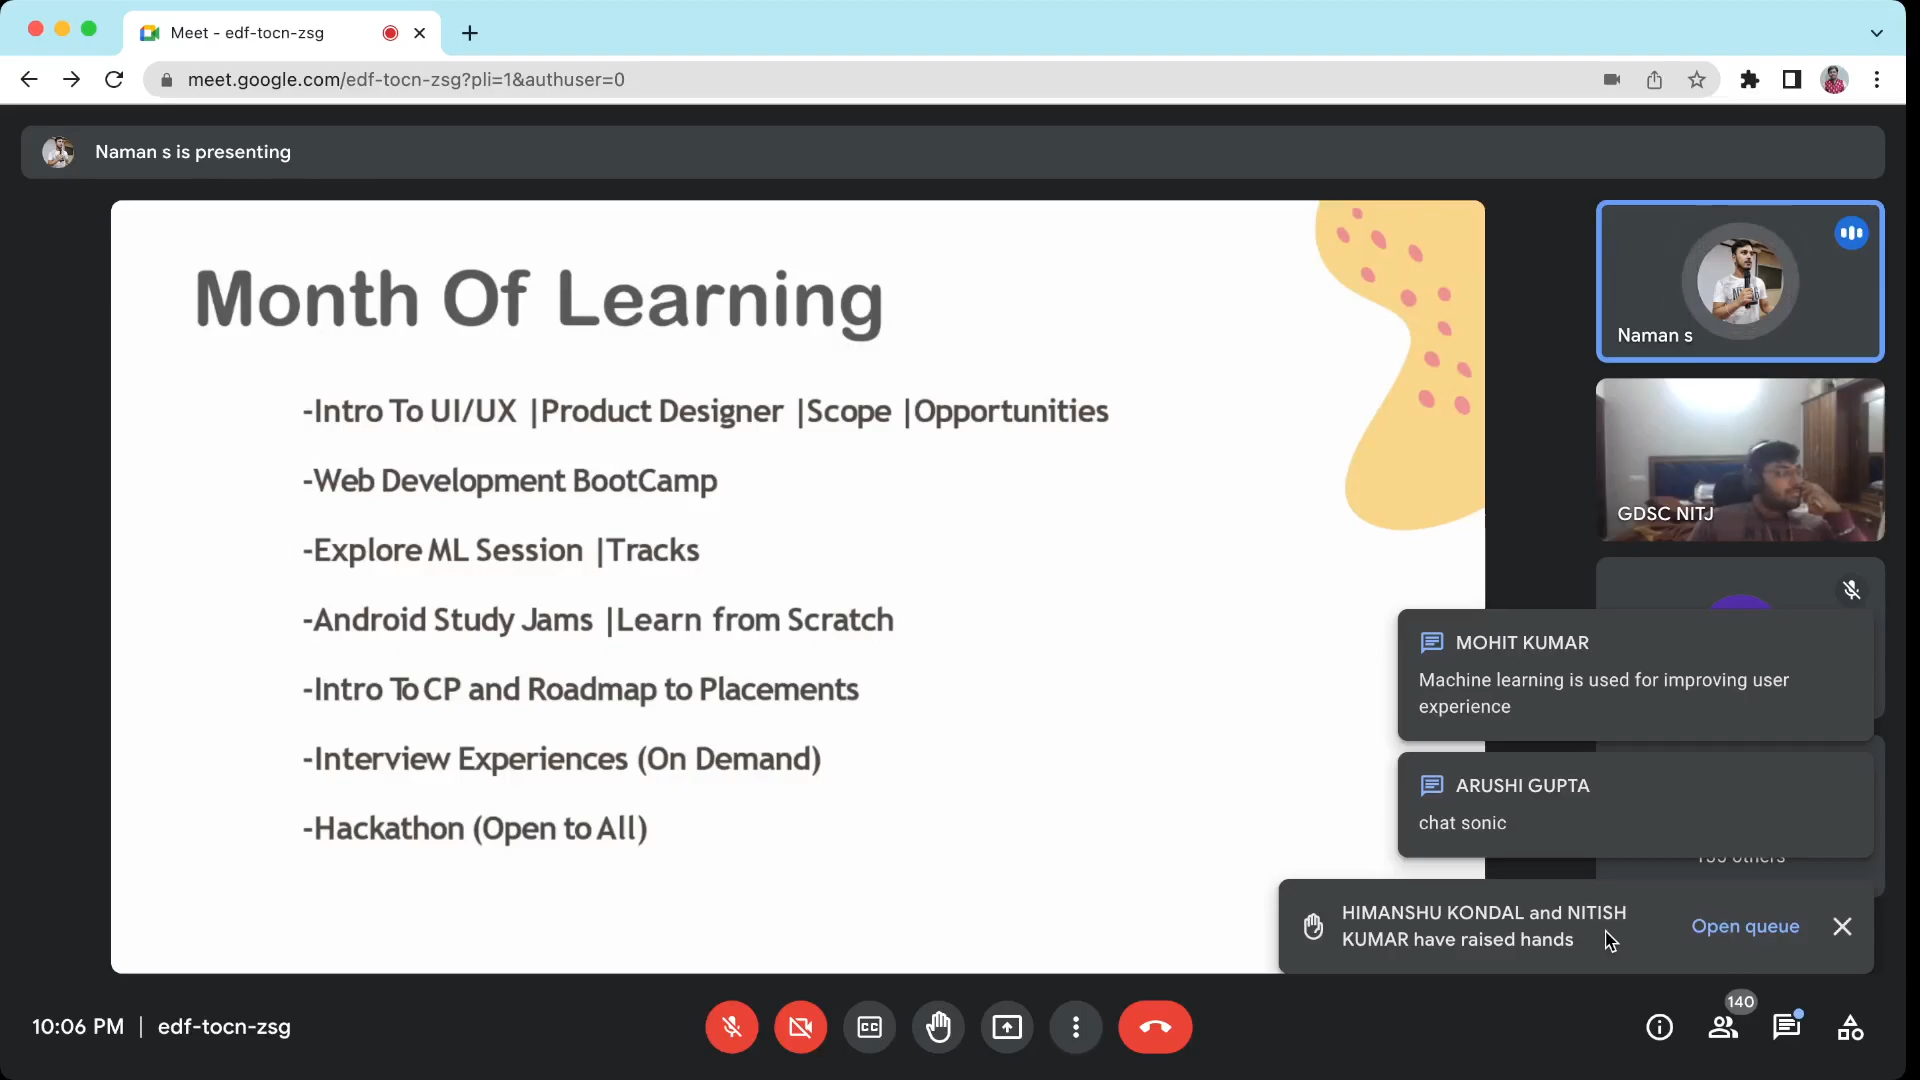 Meet - edf-tocn-zsg
meet.google.com/edf-tocn-zsg?pli=1&authuser=0
Naman s is presenting
Month Of Learning
-Intro To UI/UX |Product Designer |Scope |Opportunities
-Web Development BootCamp
-Explore ML Session |Tracks
-Android Study Jams |Learn from Scratch
-Intro To CP and Roadmap to Placements
-Interview Experiences (On Demand)
-Hackathon (Open to All)
Naman s
GDSC NITJ
MOHIT KUMAR
Machine learning is used for improving user
experience
ARUSHI GUPTA
chat sonic
others
HIMANSHU KONDAL and NITISH
KUMAR have raised hands
Open queue
10:06 PM | edf-tocn-zsg
CC
140